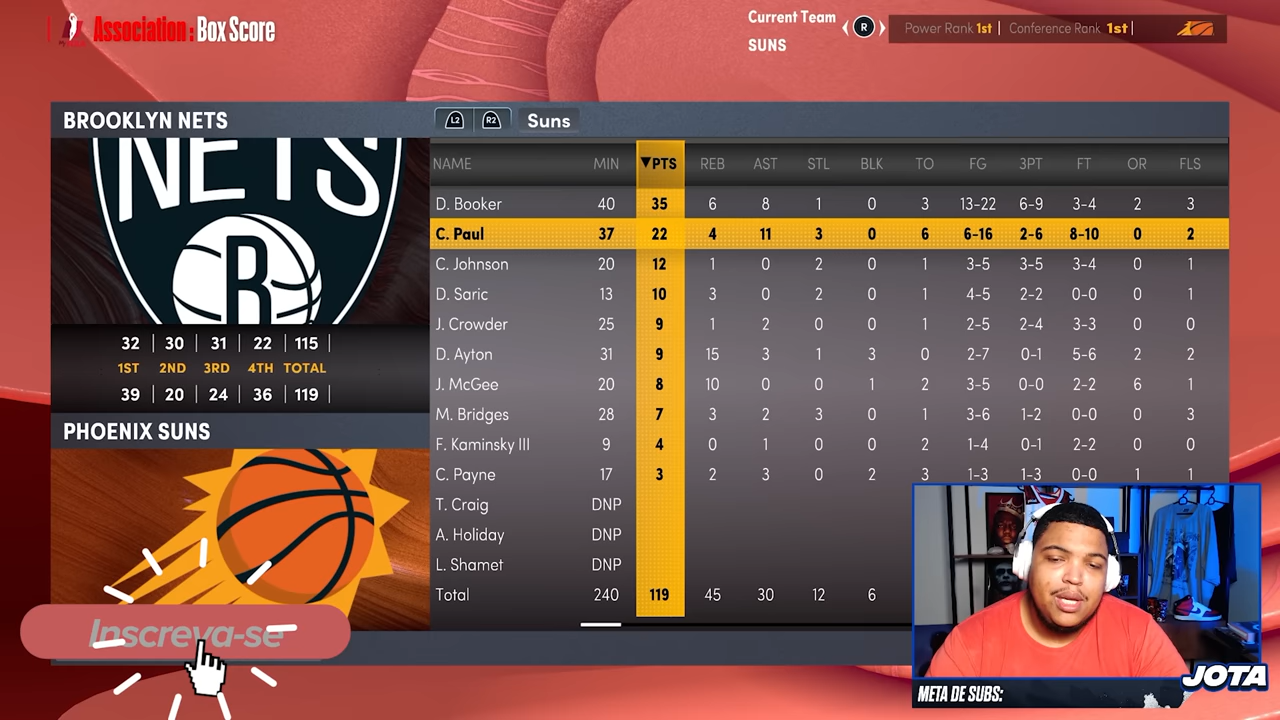 Association: Box Score
Current Team
SUNS
R
Power Rank 1st | Conference Rank 1st |
BROOKLYN NETS
NETS
B
32 | 30 | 31 | 22 | 115 |
1ST 2ND 3RD 4TH TOTAL
39 | 20 | 24 | 36 | 119 |
PHOENIX SUNS
L2 R2 Suns
NAME MIN ▼PTS REB AST STL BLK TO FG 3PT FT OR FLS
D. Booker 40 35 6 8 1 0 3 13-22 6-9 3-4 2 3
C. Paul 37 22 4 11 3 0 6 6-16 2-6 8-10 0 2
C. Johnson 20 12 1 0 2 0 1 3-5 3-5 3-4 0 1
D. Saric 13 10 3 0 2 0 1 4-5 2-2 0-0 0 1
J. Crowder 25 9 1 2 0 0 1 2-5 2-4 3-3 0 0
D. Ayton 31 9 15 3 1 3 0 2-7 0-1 5-6 2 2
J. McGee 20 8 10 0 0 1 2 3-5 0-0 2-2 6 1
M. Bridges 28 7 3 2 3 0 1 3-6 1-2 0-0 0 3
F. Kaminsky III 9 4 0 1 0 0 2 1-4 0-1 2-2 0 0
C. Payne 17 3 2 3 0 2 3 1-3 1-3 0-0 1 1
T. Craig DNP
A. Holiday DNP
L. Shamet DNP
Total 240 119 45 30 12 6
Inscreva-se
JOTA
META DE SUBS: